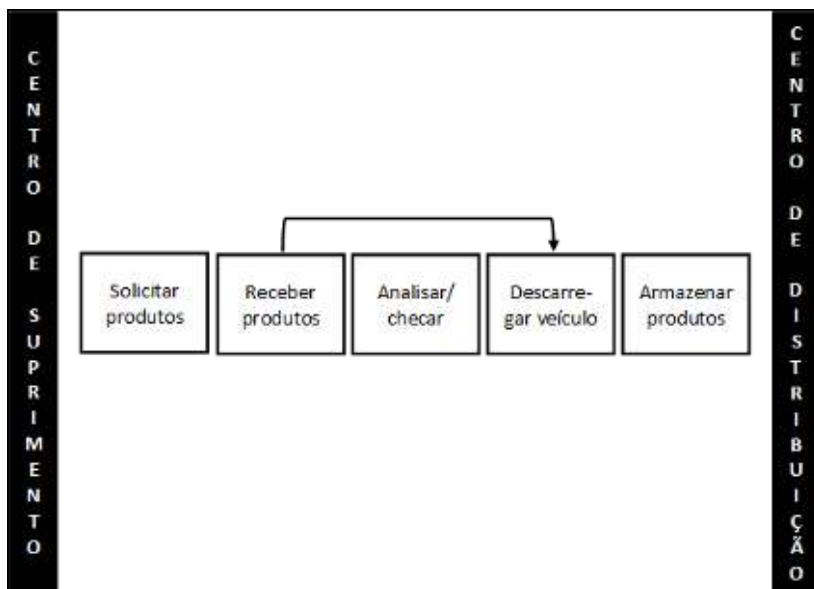 CENTRO DE SUPRIMENTO
Solicitar
produtos
Receber
produtos
Analisar/
checar
Descarre-
gar veículo
Armazenar
produtos
CENTRO DE DISTRIBUIÇÃO